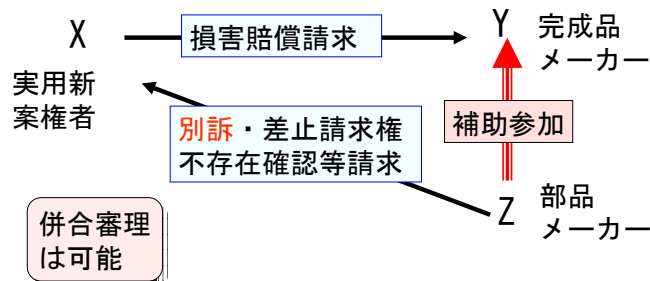 X
損害賠償請求
Y
完成品
メーカー
実用新
案権者
別訴・差止請求権
不存在確認等請求
補助参加
併合審理
は可能
Z
部品
メーカー